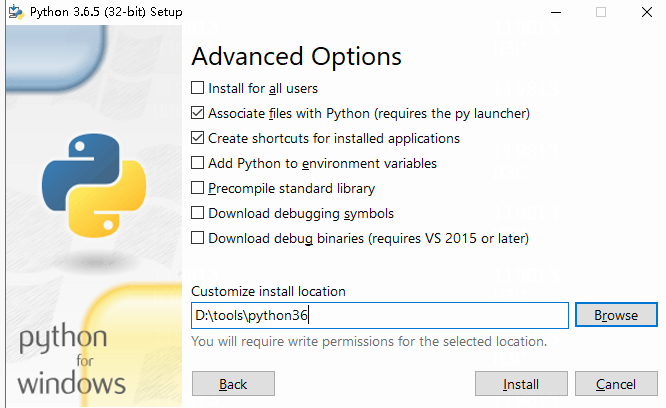 Python 3.6.5 (32-bit) Setup
Advanced Options
Install for all users
Associate files with Python (requires the py launcher)
Create shortcuts for installed applications
Add Python to environment variables
Precompile standard library
Download debugging symbols
Download debug binaries (requires VS 2015 or later)
Customize install location
D:\tools\python36
Browse
You will require write permissions for the selected location.
python
for
windows
Back
Install
Cancel